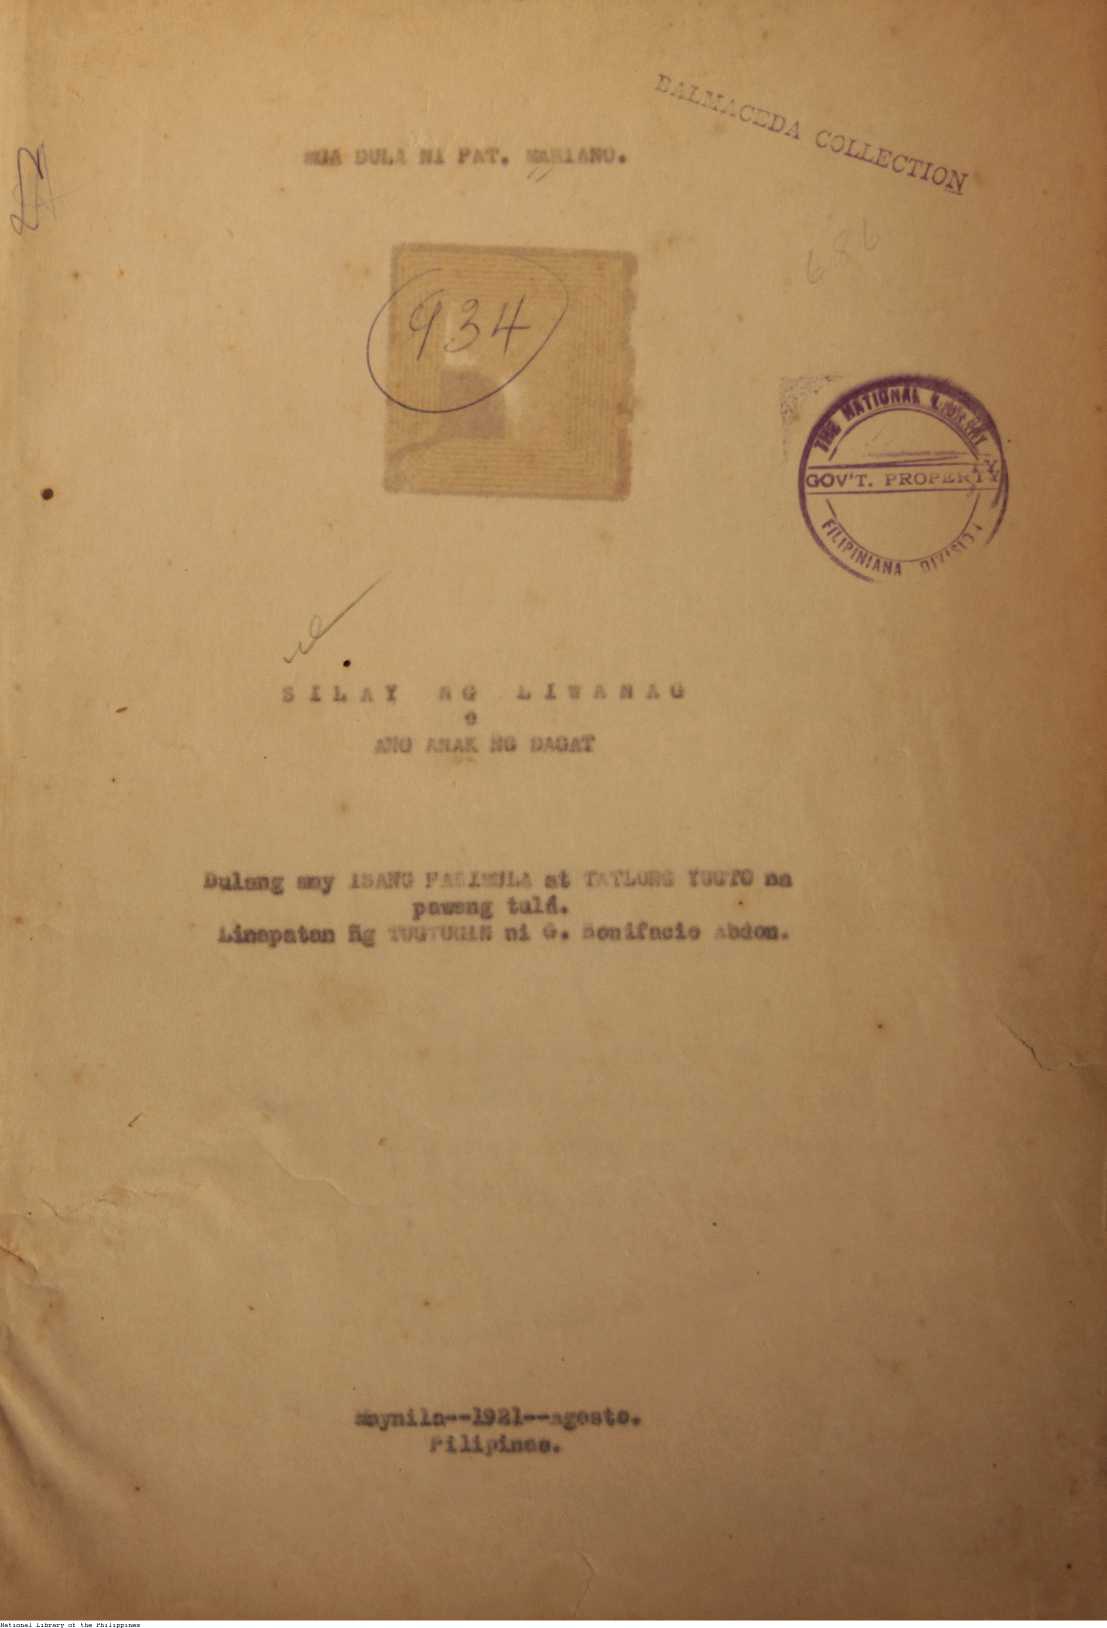 BALMACEDA COLLECTION
MGA DULA NI PAT. MARIANO.
686
934
THE NATIONAL LIBRARY
GOV'T. PROPERTY
FILIPINIANA DIVISION
SILAY NG LIWANAG
o
ANG ANAK NG DAGAT
Dulang may ISANG PASIMULA at TATLONG YUGTO na
pawang tulâ.
Linapatan ñg TUGTUGIN ni G. Bonifacio Abdon.
Maynila--1921--Agosto.
Pilipinas.
National Library of the Philippines